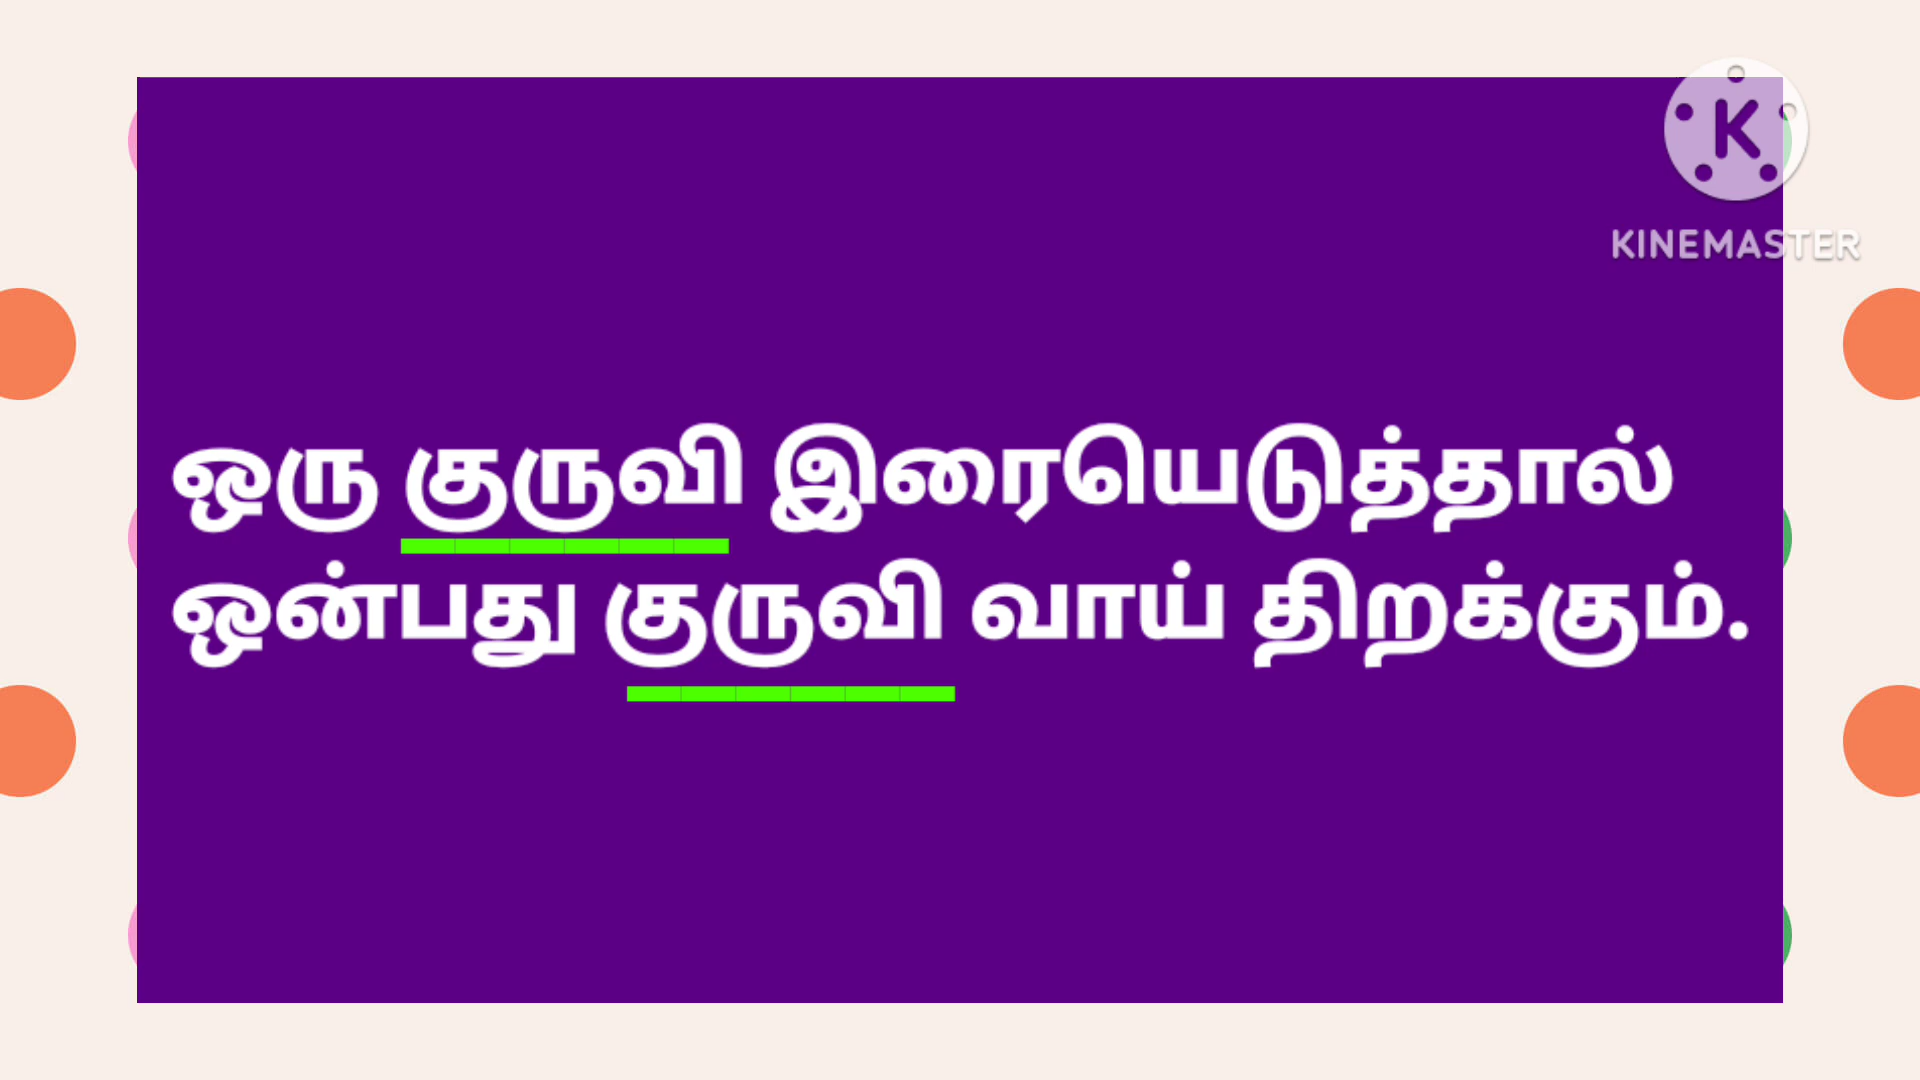 K
KINEMASTER
ஒரு குருவி இரையெடுத்தால்
ஒன்பது குருவி வாய் திறக்கும்.